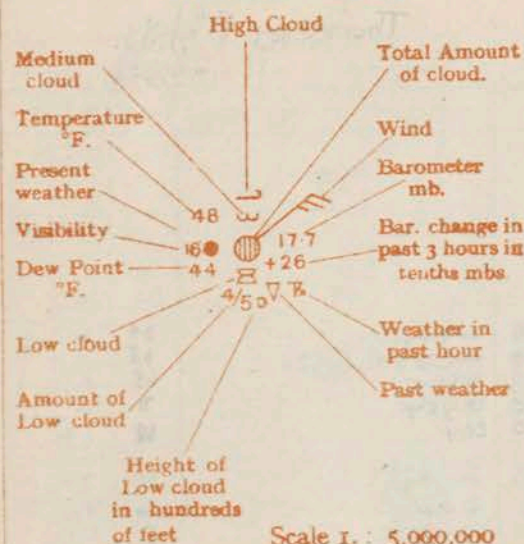 High Cloud
Medium
cloud
Total Amount
of cloud.
Temperature
°F.
Wind
Present
weather
Barometer
mb.
48
Visibility
16
17.7
Bar. change in
past 3 hours in
tenths mbs
+26
Dew Point
°F.
44
4/5
Low cloud
Weather in
past hour
Amount of
Low cloud
Past weather
Height of
Low cloud
in hundreds
of feet
Scale 1. : 5,000,000